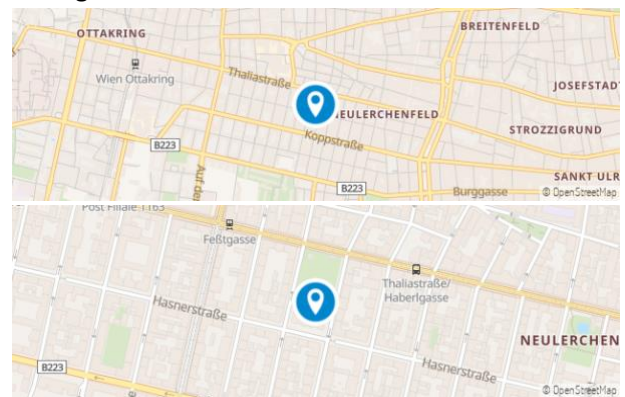 OTTAKRING
BREITENFELD
Wien Ottakring
Thaliastraße
JOSEFSTADT
NEULERCHENFELD
STROZZIGRUND
Koppstraße
B223
Auf der
SANKT ULR
B223
Burggasse
© OpenStreetMap
Post Filiale 1163
Feßtgasse
Thaliastraße/
Haberlgasse
Hasnerstraße
NEULERCHEN
B223
Hasnerstraße
© OpenStreetMap